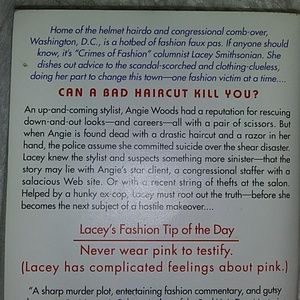 Home of the helmet hairdo and congressional comb-over,
Washington, D.C., is a hotbed of fashion faux pas. If anyone should
know, it's "Crimes of Fashion" columnist Lacey Smithsonian. She
dishes out advice to the scandal-scorched and clothing-clueless,
doing her part to change this town—one fashion victim at a time....
CAN A BAD HAIRCUT KILL YOU?
An up-and-coming stylist, Angie Woods had a reputation for rescuing
down-and-out looks—and careers—all with a pair of scissors. But
when Angie is found dead with a drastic haircut and a razor in her
hand, the police assume she committed suicide over the shear disaster.
Lacey knew the stylist and suspects something more sinister—that the
story may lie with Angie's star client, a congressional staffer with a
salacious Web site. Or with a recent string of thefts at the salon.
Helped by a hunky ex-cop, Lacey must root out the truth—before she
becomes the next subject of a hostile makeover....
Lacey's Fashion Tip of the Day
Never wear pink to testify.
(Lacey has complicated feelings about pink.)
"A sharp murder plot, entertaining fashion commentary, and gutsy